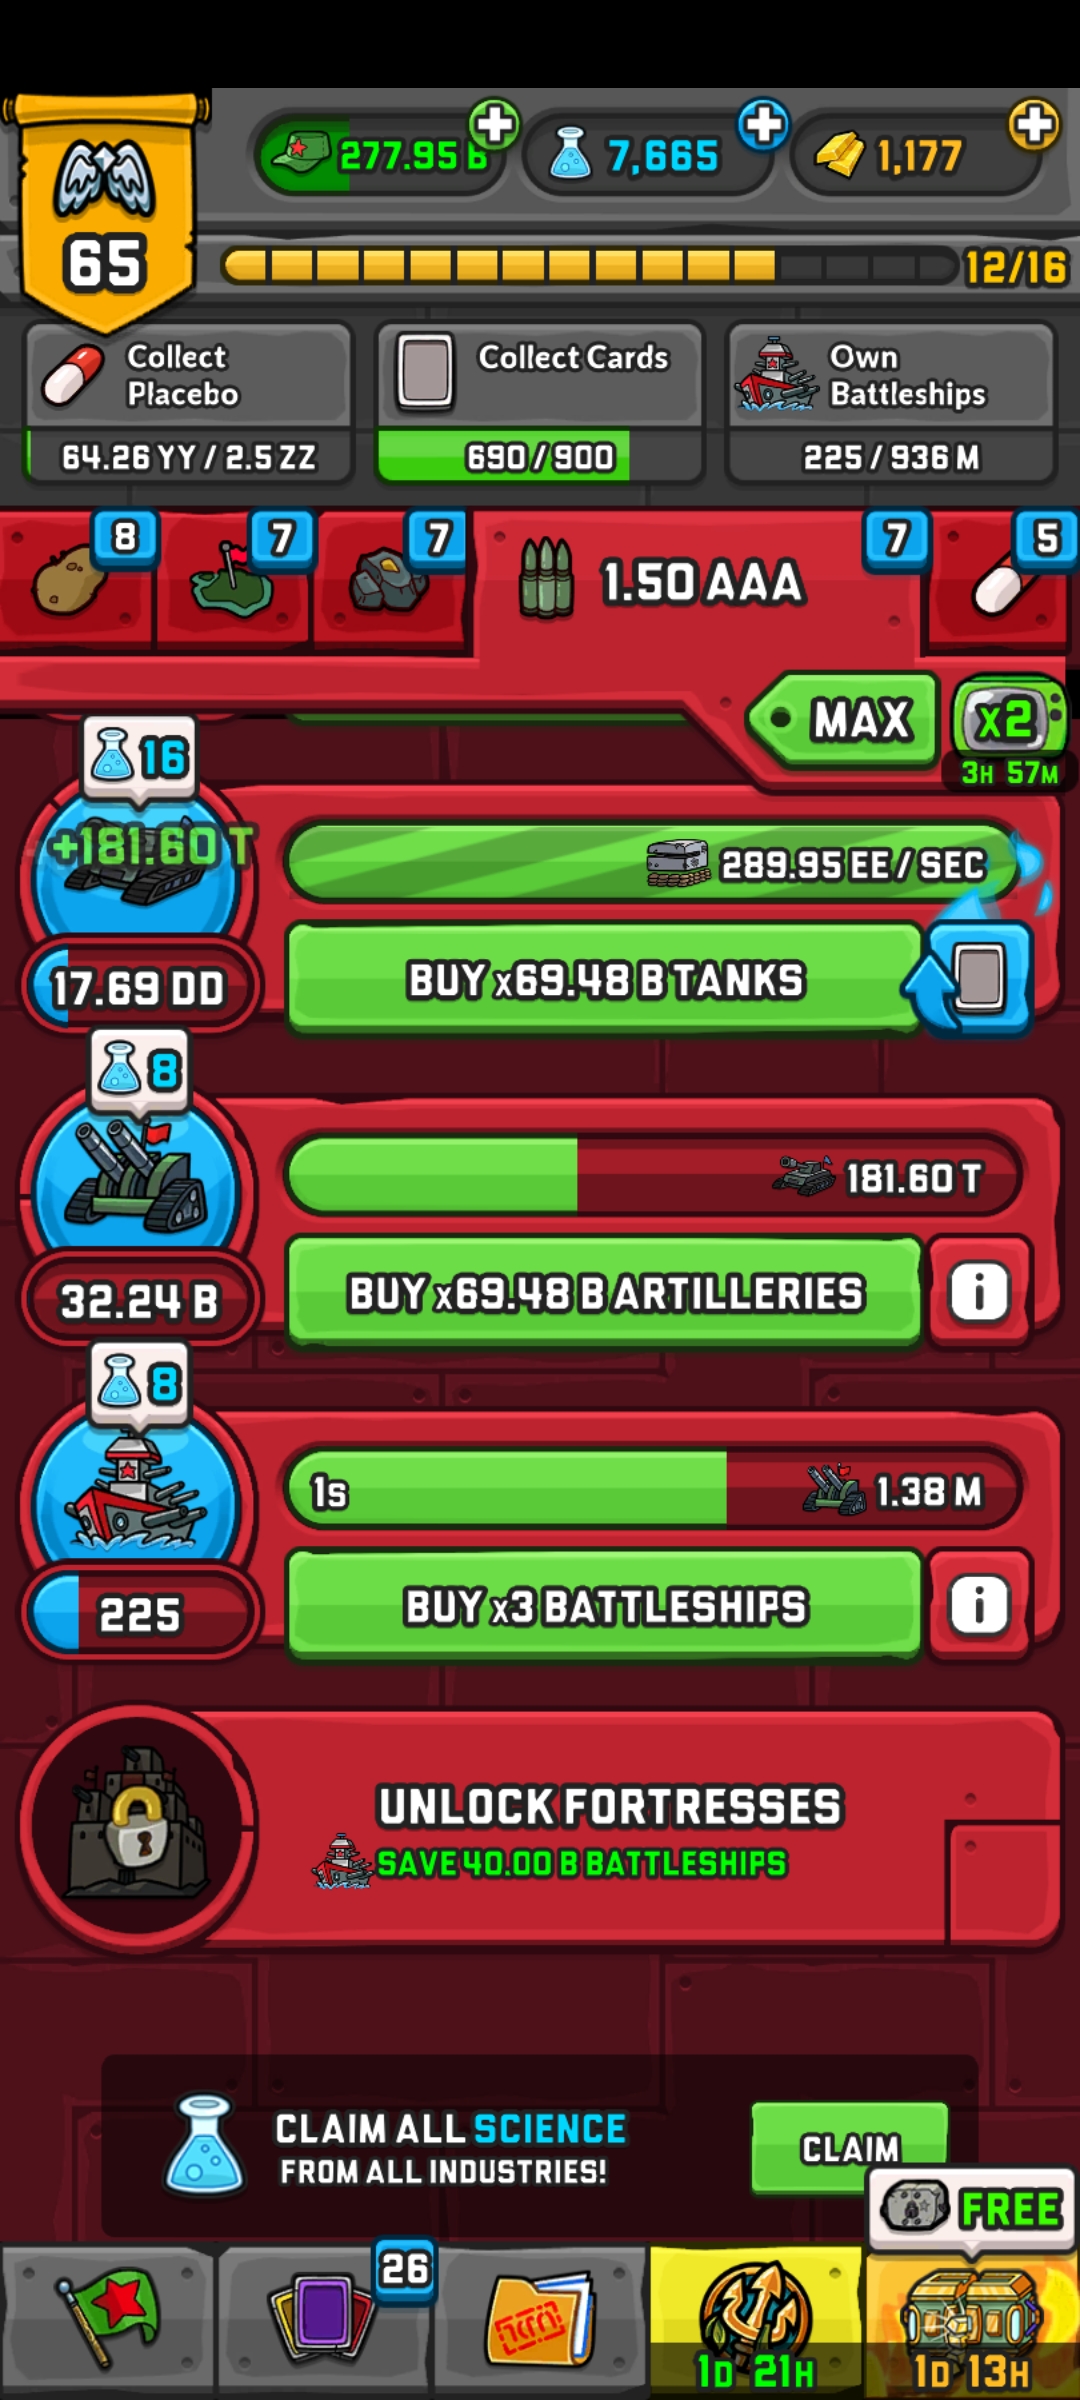 65
277.95 B
7,665
1,177
12/16
Collect
Placebo
64.26 YY / 2.5 ZZ
Collect Cards
690 / 900
Own
Battleships
225 / 936 M
8
7
7
1.50 AAA
7
5
MAX
x2
3H 57M
16
+181.60 T
289.95 EE / SEC
17.69 DD
BUY x69.48 B TANKS
8
181.60 T
32.24 B
BUY x69.48 B ARTILLERIES
i
8
1s
1.38 M
225
BUY x3 BATTLESHIPS
i
UNLOCK FORTRESSES
SAVE 40.00 B BATTLESHIPS
CLAIM ALL SCIENCE
FROM ALL INDUSTRIES!
CLAIM
FREE
26
1D 21H
1D 13H